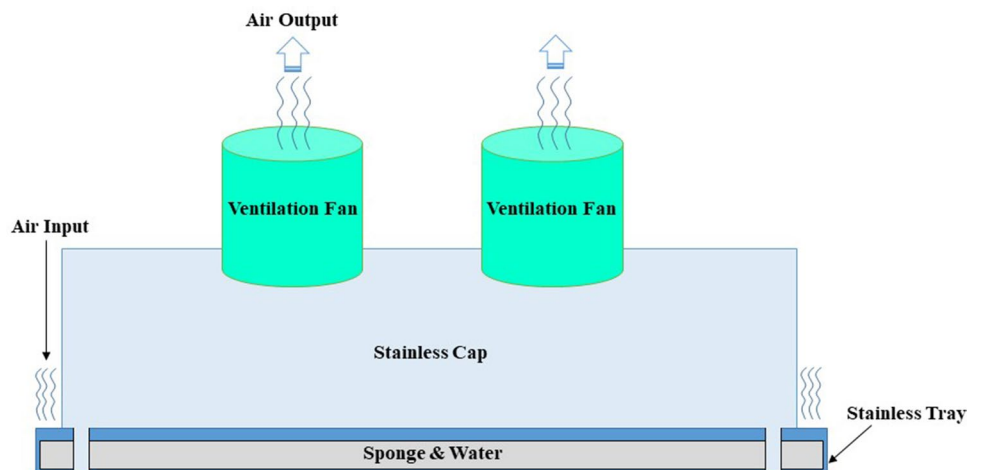 Air Output
Ventilation Fan
Ventilation Fan
Air Input
Stainless Cap
Stainless Tray
Sponge & Water